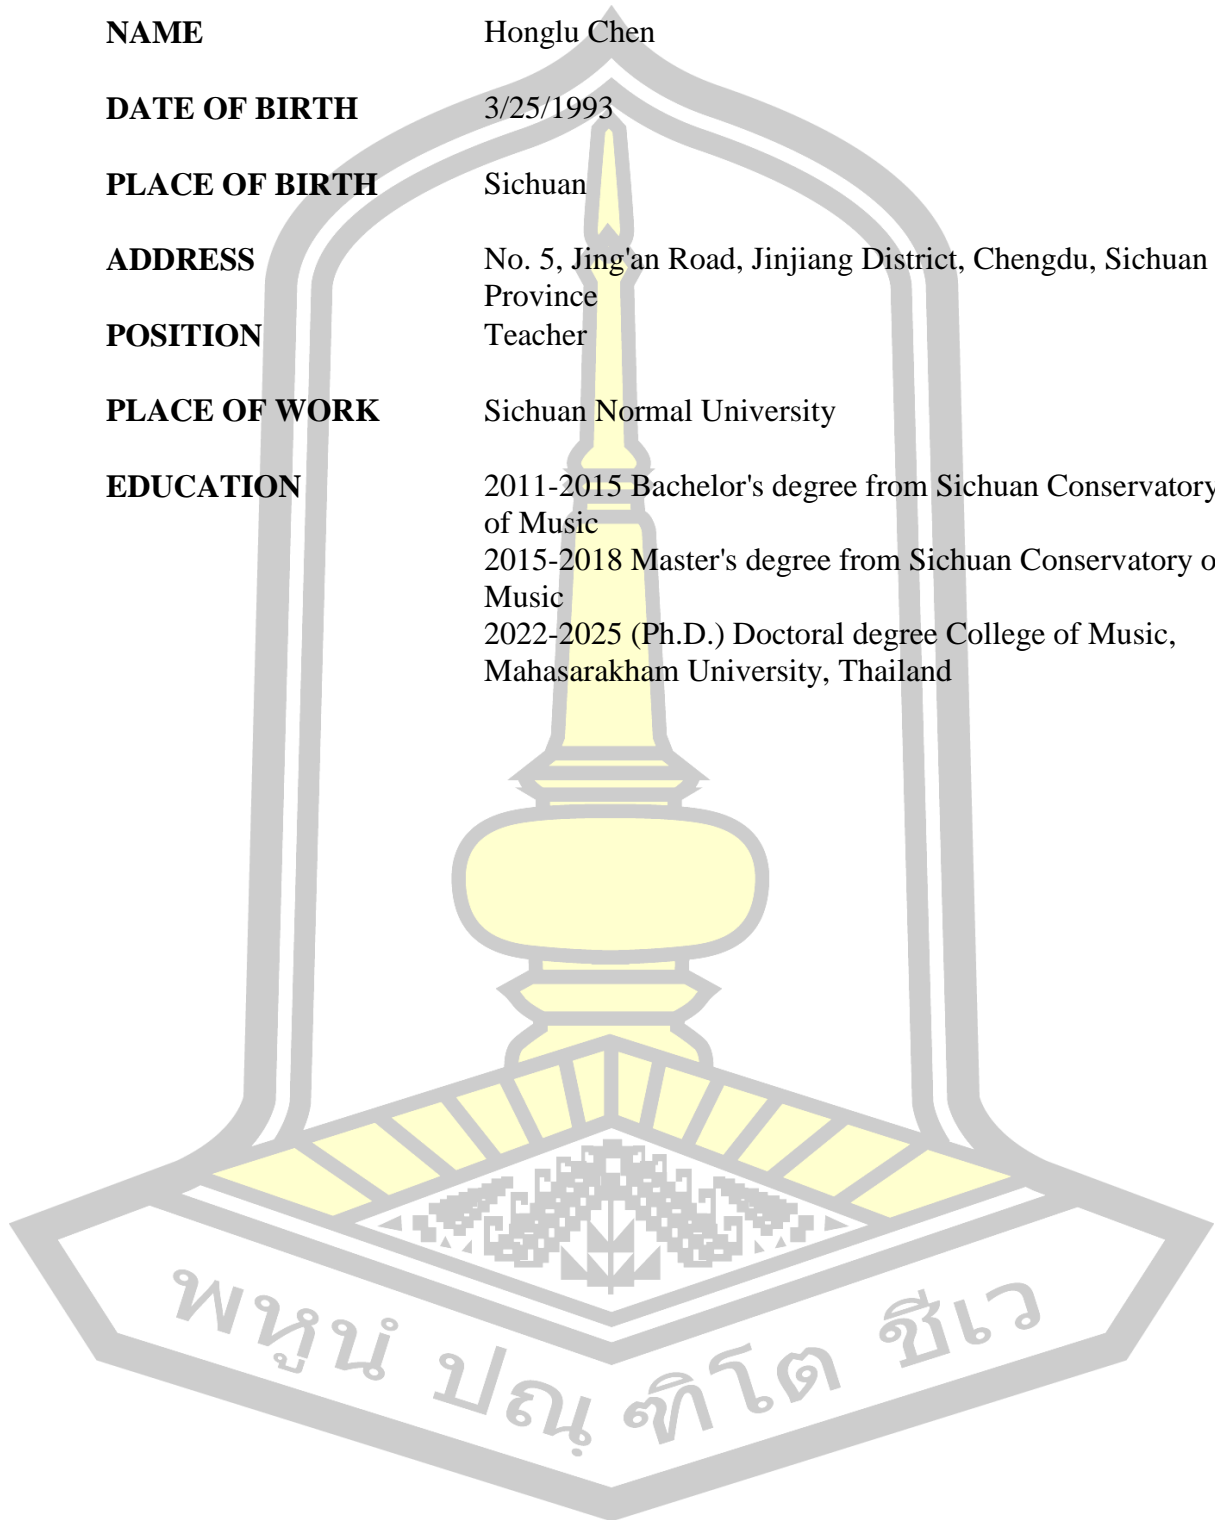 NAME Honglu Chen
DATE OF BIRTH 3/25/1993
PLACE OF BIRTH Sichuan
ADDRESS No. 5, Jing'an Road, Jinjiang District, Chengdu, Sichuan
Province
POSITION Teacher
PLACE OF WORK Sichuan Normal University
EDUCATION 2011-2015 Bachelor's degree from Sichuan Conservatory
of Music
2015-2018 Master's degree from Sichuan Conservatory o
Music
2022-2025 (Ph.D.) Doctoral degree College of Music,
Mahasarakham University, Thailand
พหูนํ ปณฺฑิโต ชีเว